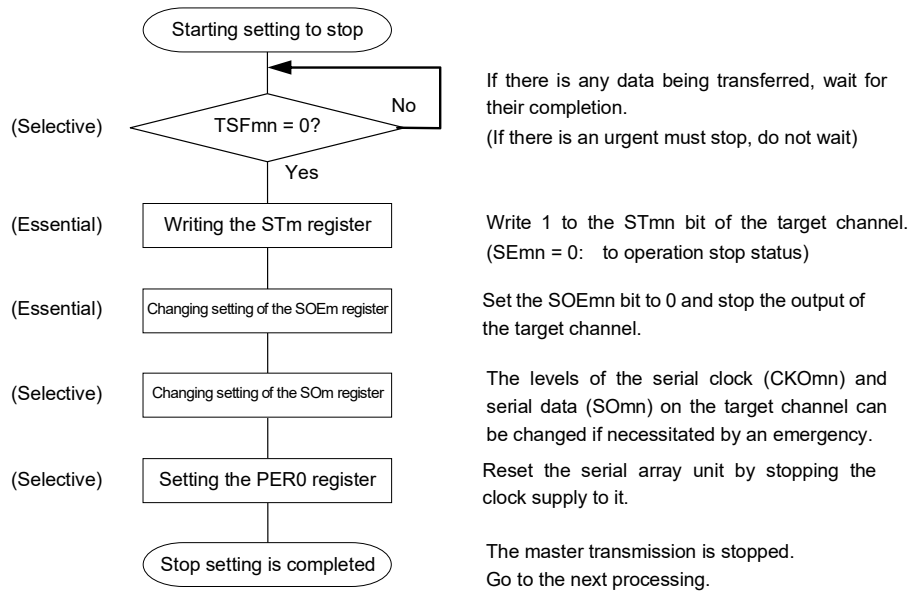 Starting setting to stop
No
If there is any data being transferred, wait for
their completion.
(If there is an urgent must stop, do not wait)
(Selective)
TSFmn = 0?
Yes
(Essential)
Writing the STm register
Write 1 to the STmn bit of the target channel.
(SEmn = 0: to operation stop status)
(Essential)
Changing setting of the SOEm register
Set the SOEmn bit to 0 and stop the output of
the target channel.
(Selective)
Changing setting of the SOm register
The levels of the serial clock (CKOmn) and
serial data (SOmn) on the target channel can
be changed if necessitated by an emergency.
(Selective)
Setting the PER0 register
Reset the serial array unit by stopping the
clock supply to it.
Stop setting is completed
The master transmission is stopped.
Go to the next processing.